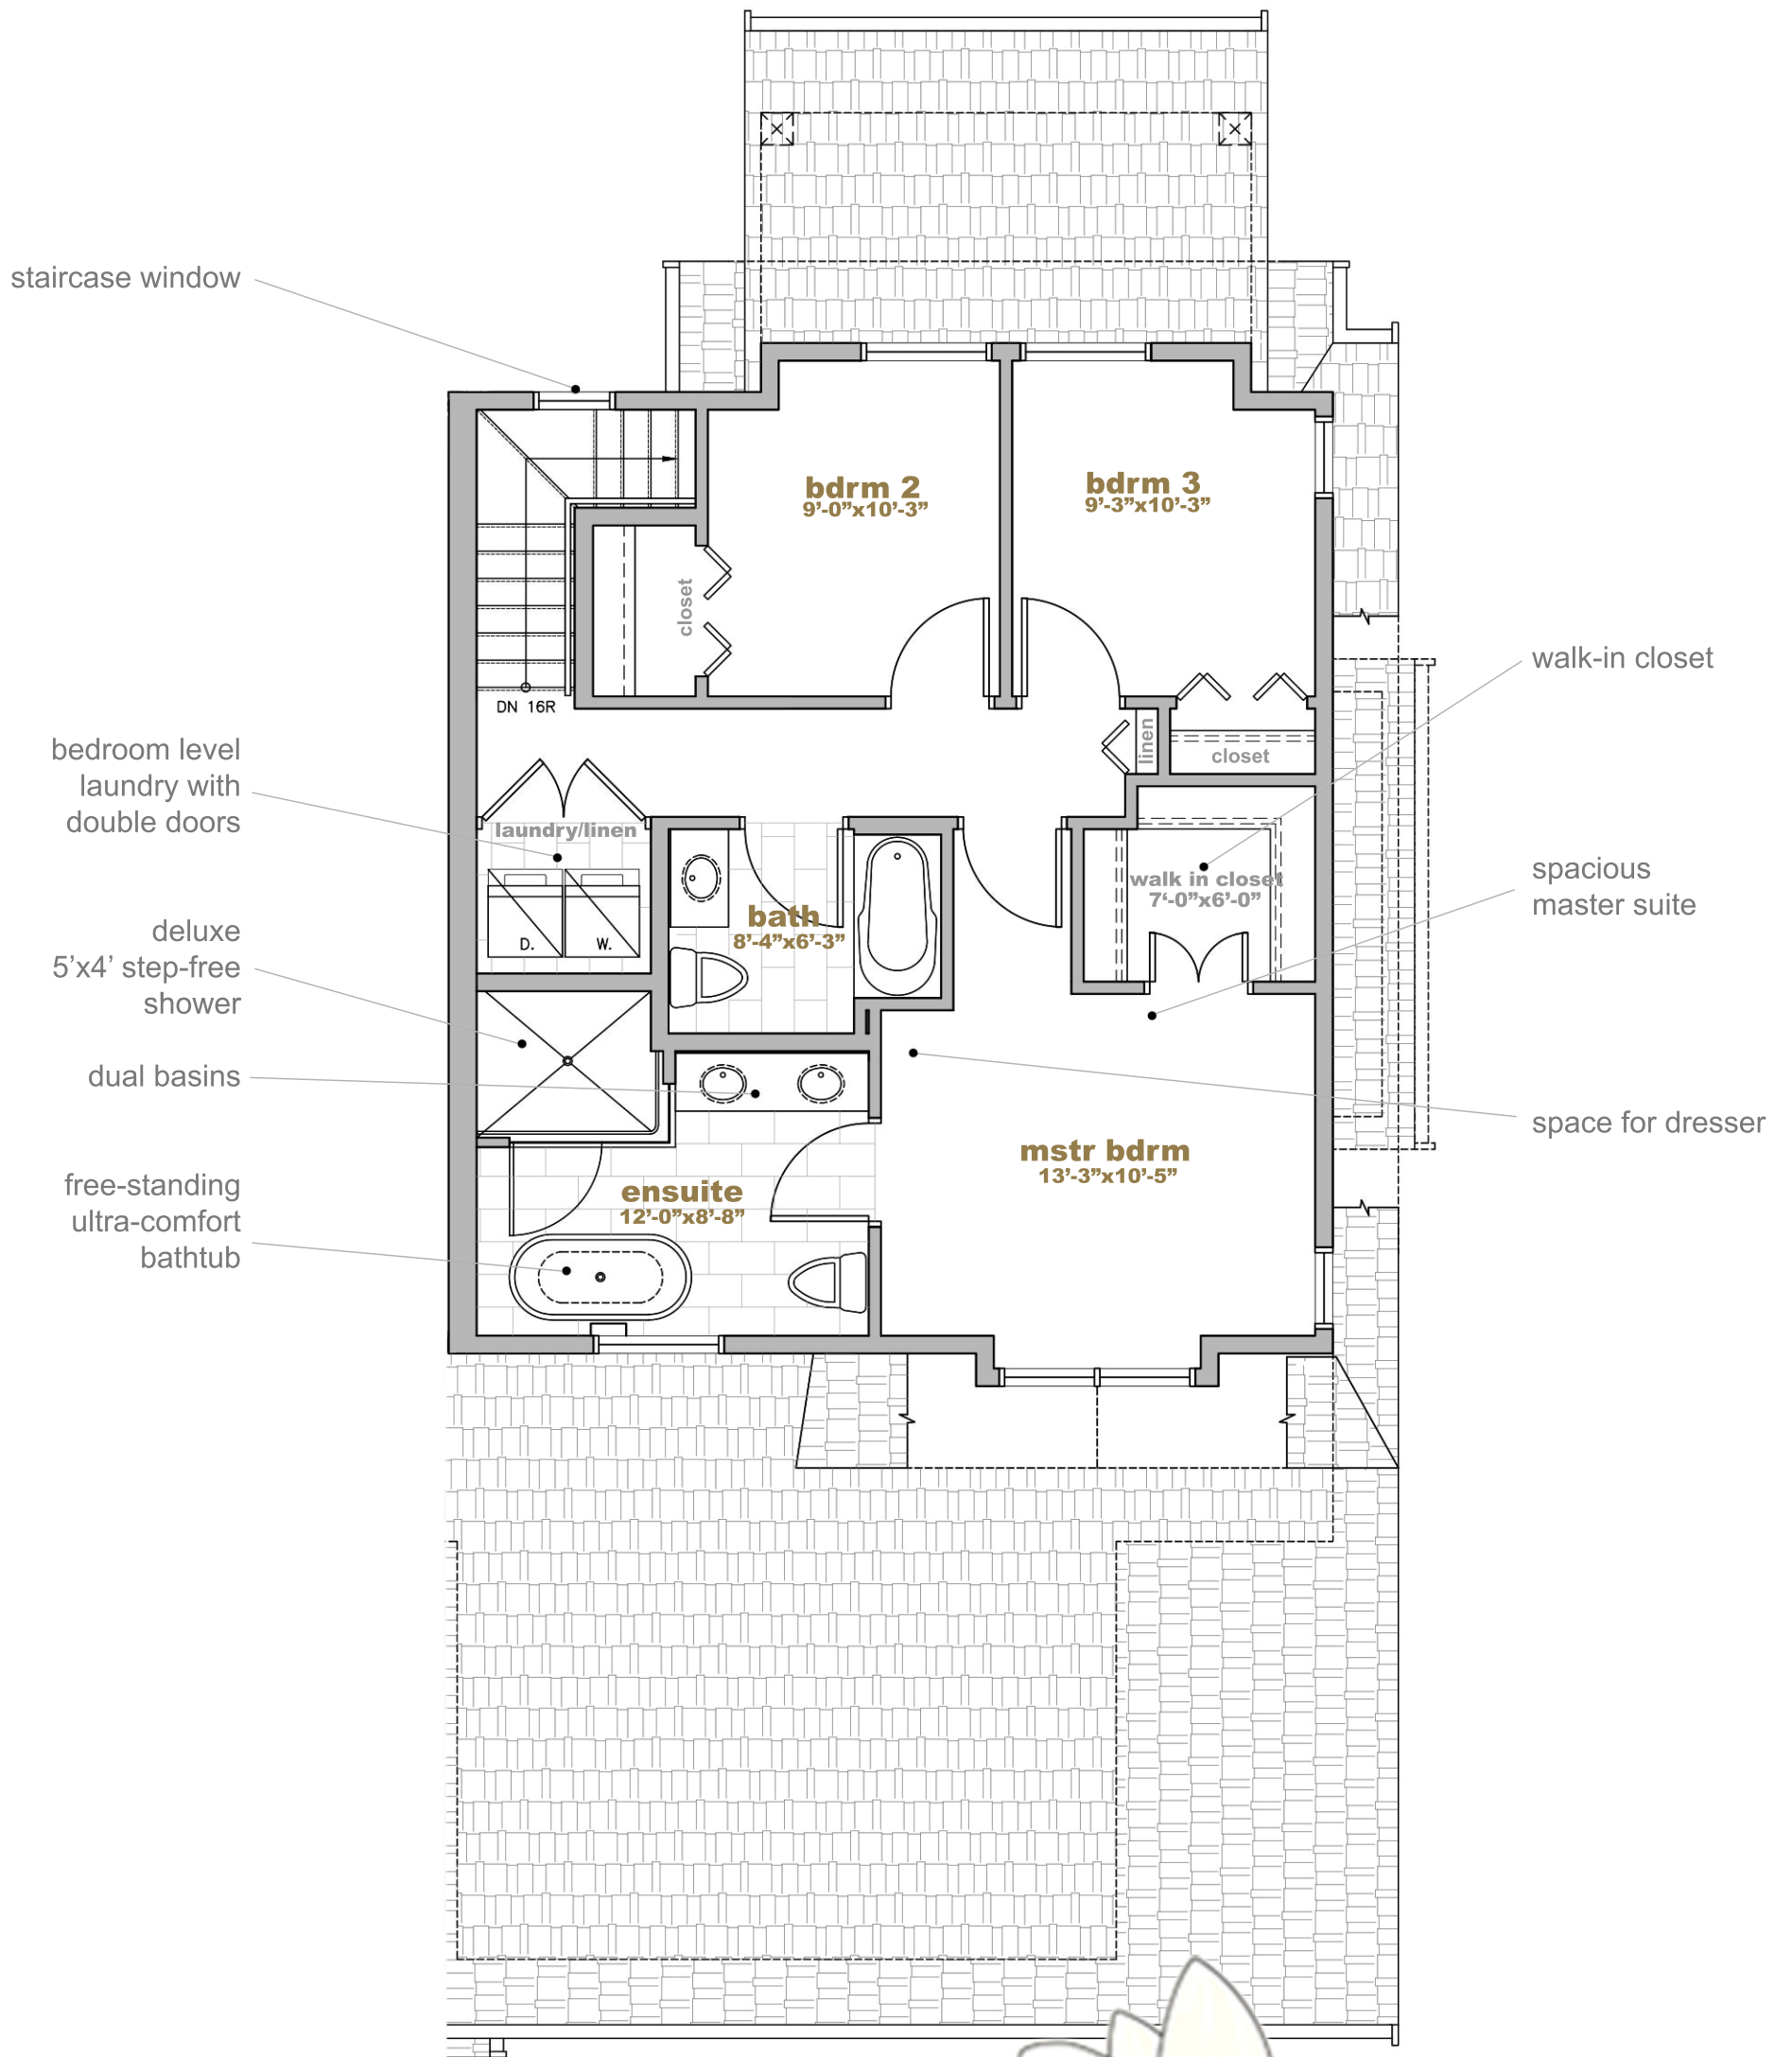 staircase window
bdrm 2
9’-0”x10’-3”
bdrm 3
9’-3”x10’-3”
closet
walk-in closet
DN 16R
linen
closet
bedroom level
laundry with
double doors
laundry/linen
walk in closet
7‘-0”x6’-0”
spacious
master suite
bath
8’-4”x6’-3”
D.
W.
deluxe
5’x4’ step-free
shower
dual basins
space for dresser
mstr bdrm
13’-3”x10’-5”
ensuite
12’-0”x8’-8”
free-standing
ultra-comfort
bathtub